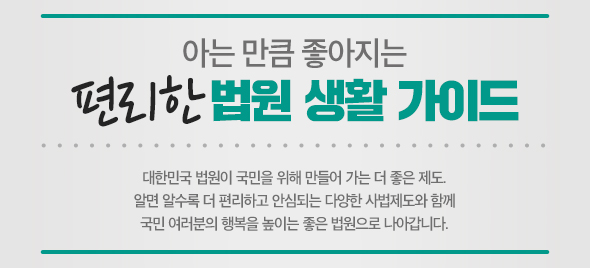 아는 만큼 좋아지는
편리한 법원 생활 가이드
대한민국 법원이 국민을 위해 만들어 가는 더 좋은 제도.
알면 알수록 더 편리하고 안심되는 다양한 사법제도와 함께
국민 여러분의 행복을 높이는 좋은 법원으로 나아갑니다.